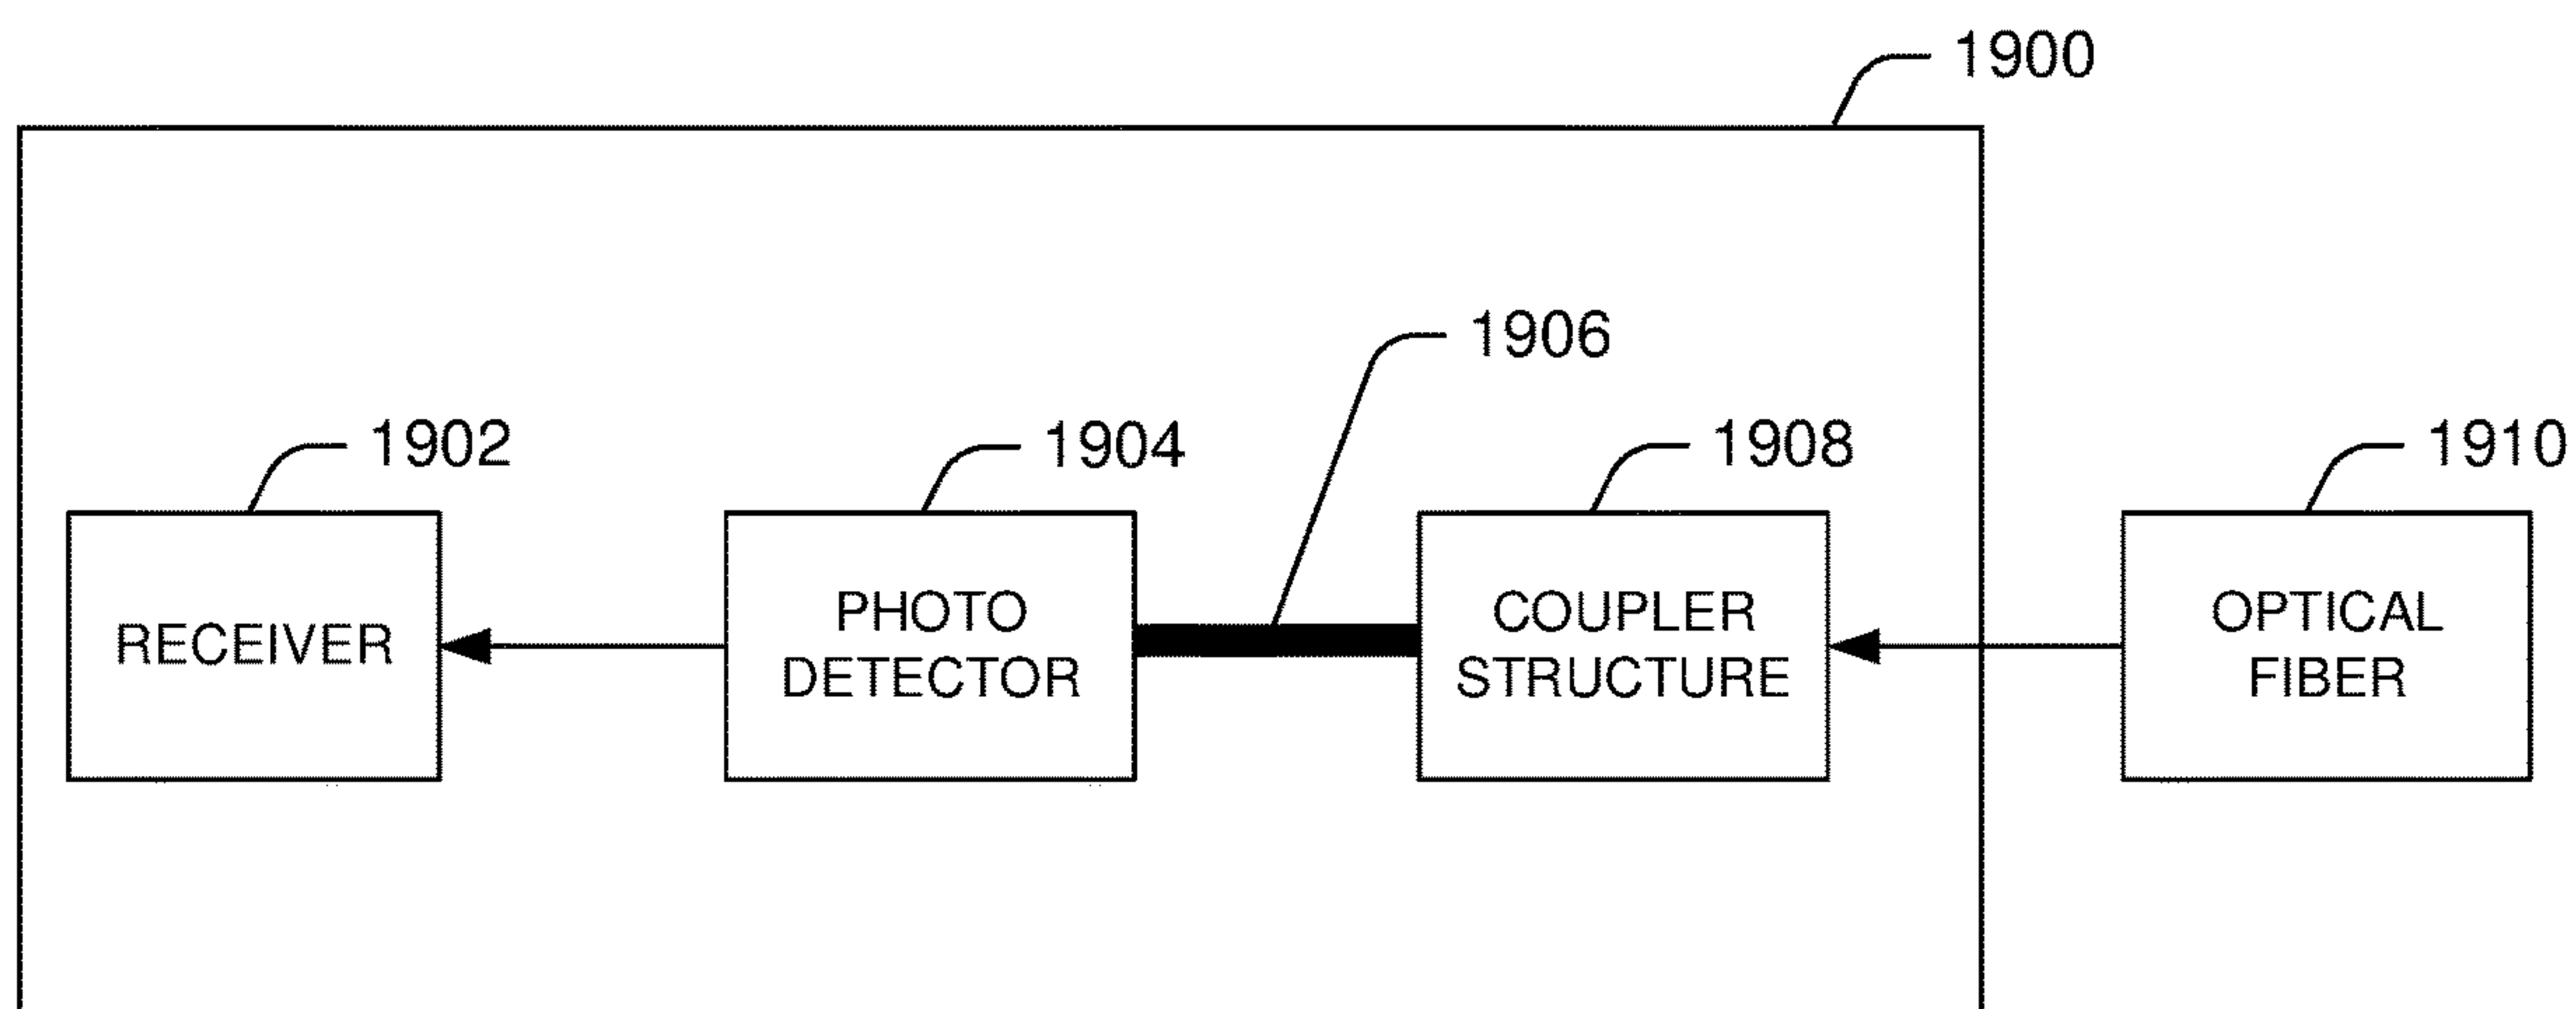 1900
1906
1902
1904
1908
1910
RECEIVER
PHOTO
DETECTOR
COUPLER
STRUCTURE
OPTICAL
FIBER